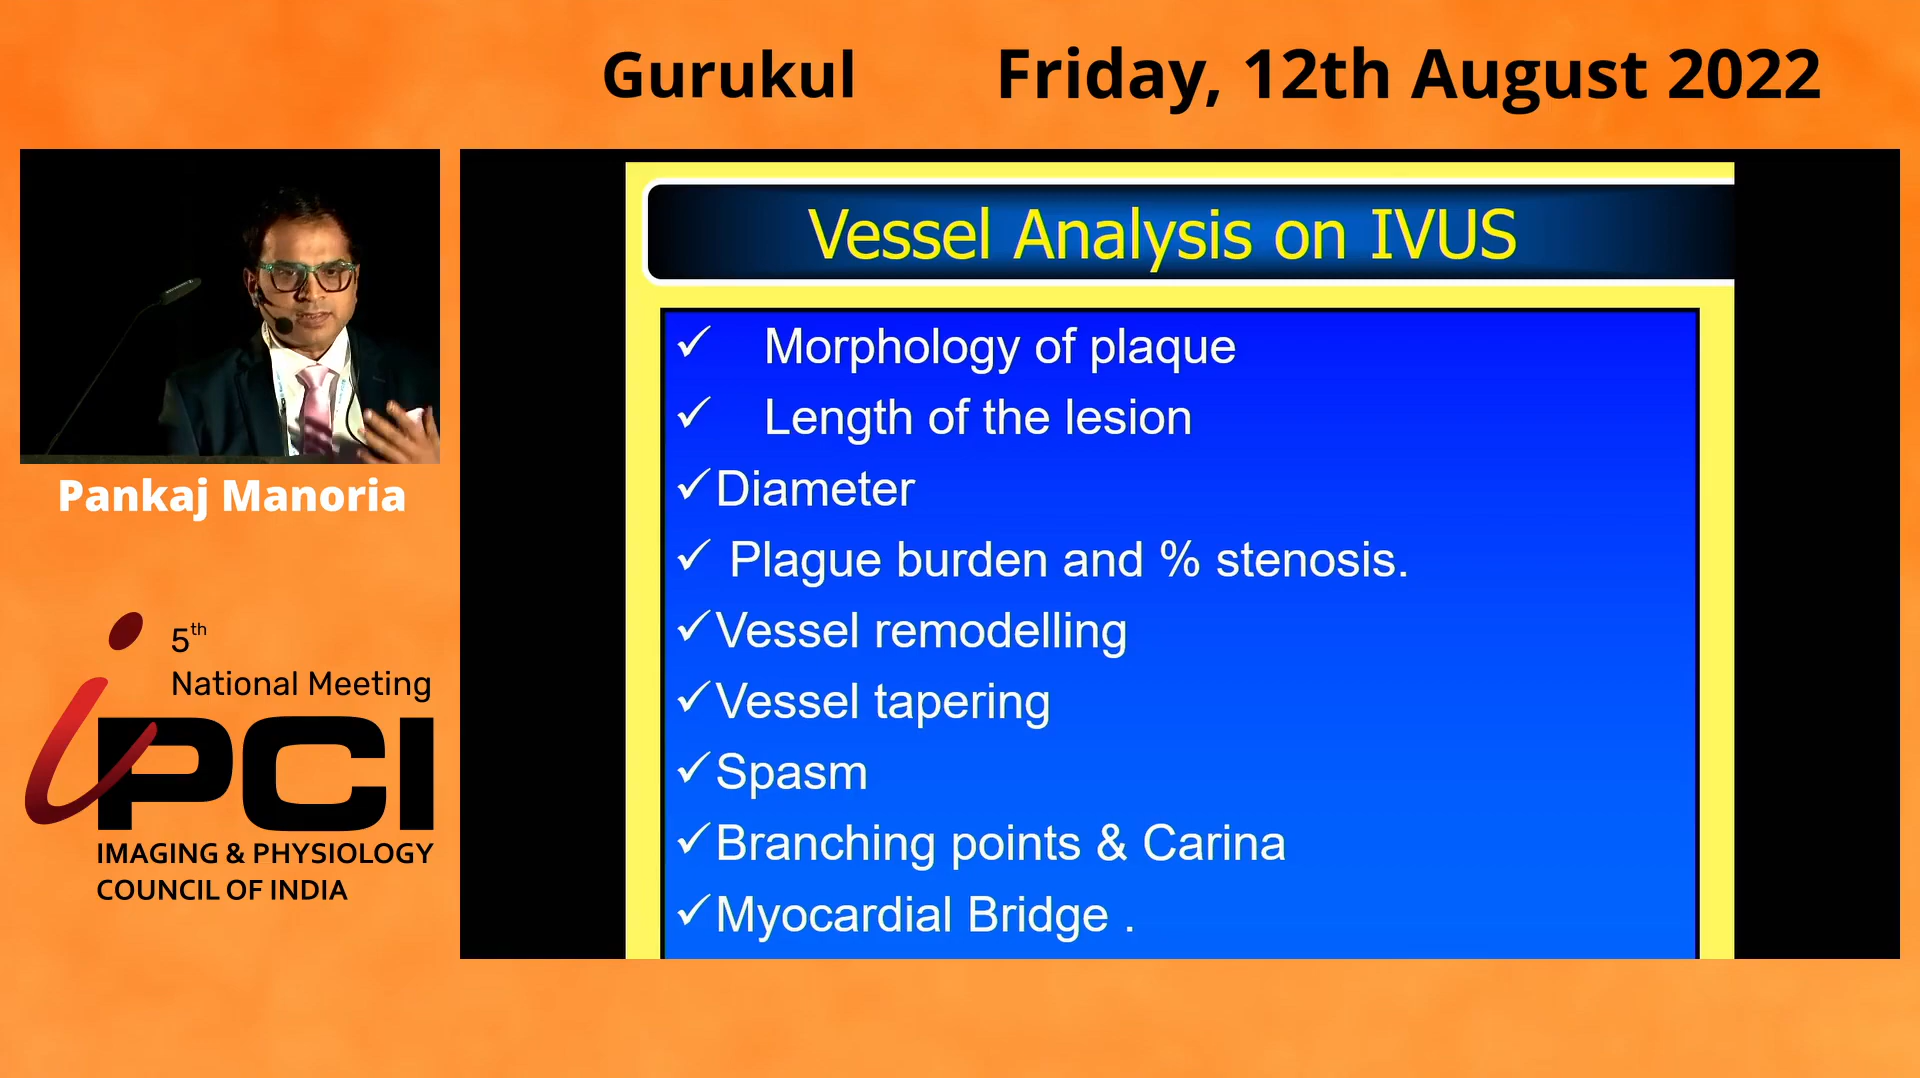 Gurukul
Friday, 12th August 2022
Pankaj Manoria
5th
National Meeting
iPCI
IMAGING & PHYSIOLOGY
COUNCIL OF INDIA
Vessel Analysis on IVUS
✓ Morphology of plaque
✓ Length of the lesion
✓ Diameter
✓ Plague burden and % stenosis.
✓ Vessel remodelling
✓ Vessel tapering
✓ Spasm
✓ Branching points & Carina
✓ Myocardial Bridge .